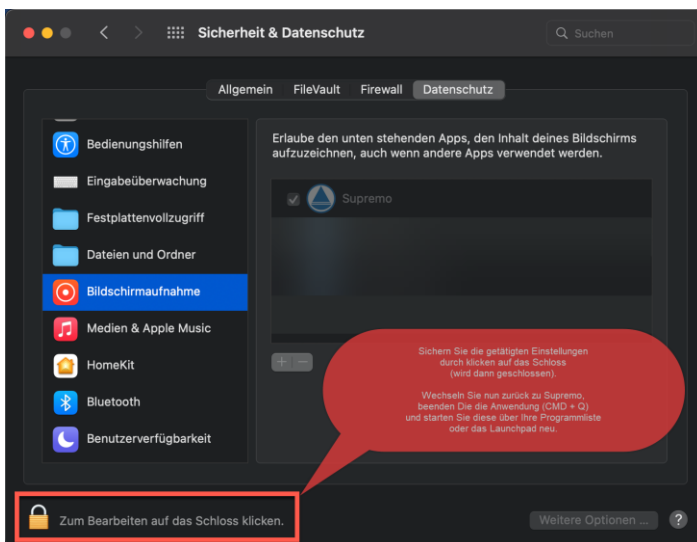 Sicherheit & Datenschutz
Suchen
Allgemein
FileVault
Firewall
Datenschutz
Bedienungshilfen
Eingabeüberwachung
Festplattenvollzugriff
Dateien und Ordner
Bildschirmaufnahme
Medien & Apple Music
HomeKit
Bluetooth
Benutzerverfügbarkeit
Erlaube den unten stehenden Apps, den Inhalt deines Bildschirms
aufzuzeichnen, auch wenn andere Apps verwendet werden.
Supremo
Sichern Sie die getätigten Einstellungen
durch klicken auf das Schloss
(wird dann geschlossen).
Wechseln Sie nun zurück zu Supremo,
beenden Die die Anwendung (CMD + Q)
und starten Sie diese über Ihre Programmliste
oder das Launchpad neu.
Zum Bearbeiten auf das Schloss klicken.
Weitere Optionen ...
?